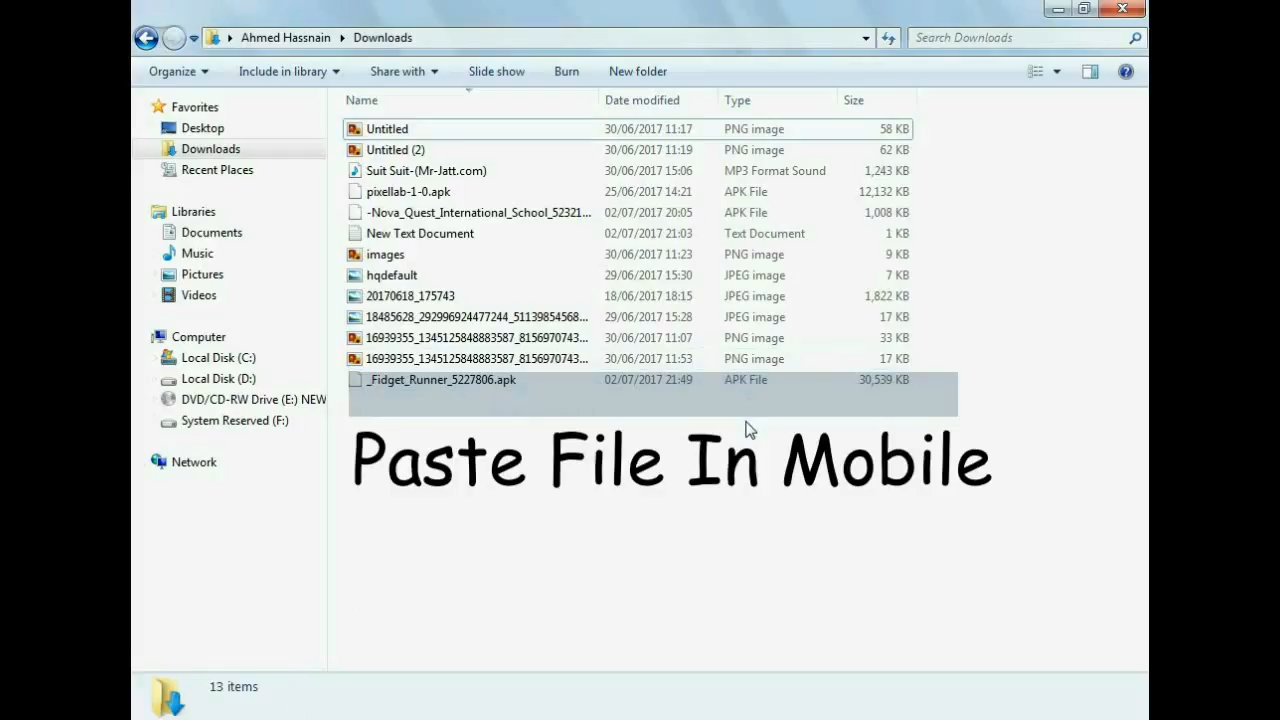 Ahmed Hassnain Downloads Search Downloads
Organize Include in library Share with Slide show Burn New folder
Favorites
Desktop
Downloads
Recent Places
Libraries
Documents
Music
Pictures
Videos
Computer
Local Disk (C:)
Local Disk (D:)
DVD/CD-RW Drive (E:) NEW
System Reserved (F:)
Network
Name Date modified Type Size
Untitled 30/06/2017 11:17 PNG image 58 KB
Untitled (2) 30/06/2017 11:19 PNG image 62 KB
Suit Suit-(Mr-Jatt.com) 30/06/2017 15:06 MP3 Format Sound 1,243 KB
pixellab-1-0.apk 25/06/2017 14:21 APK File 12,132 KB
-Nova_Quest_International_School_52321... 02/07/2017 20:05 APK File 1,008 KB
New Text Document 02/07/2017 21:03 Text Document 1 KB
images 30/06/2017 11:23 PNG image 9 KB
hqdefault 29/06/2017 15:30 JPEG image 7 KB
20170618_175743 18/06/2017 18:15 JPEG image 1,822 KB
18485628_292996924477244_51139854568... 29/06/2017 15:28 JPEG image 17 KB
16939355_1345125848883587_8156970743... 30/06/2017 11:07 PNG image 33 KB
16939355_1345125848883587_8156970743... 30/06/2017 11:53 PNG image 17 KB
_Fidget_Runner_5227806.apk 02/07/2017 21:49 APK File 30,539 KB
Paste File In Mobile
13 items